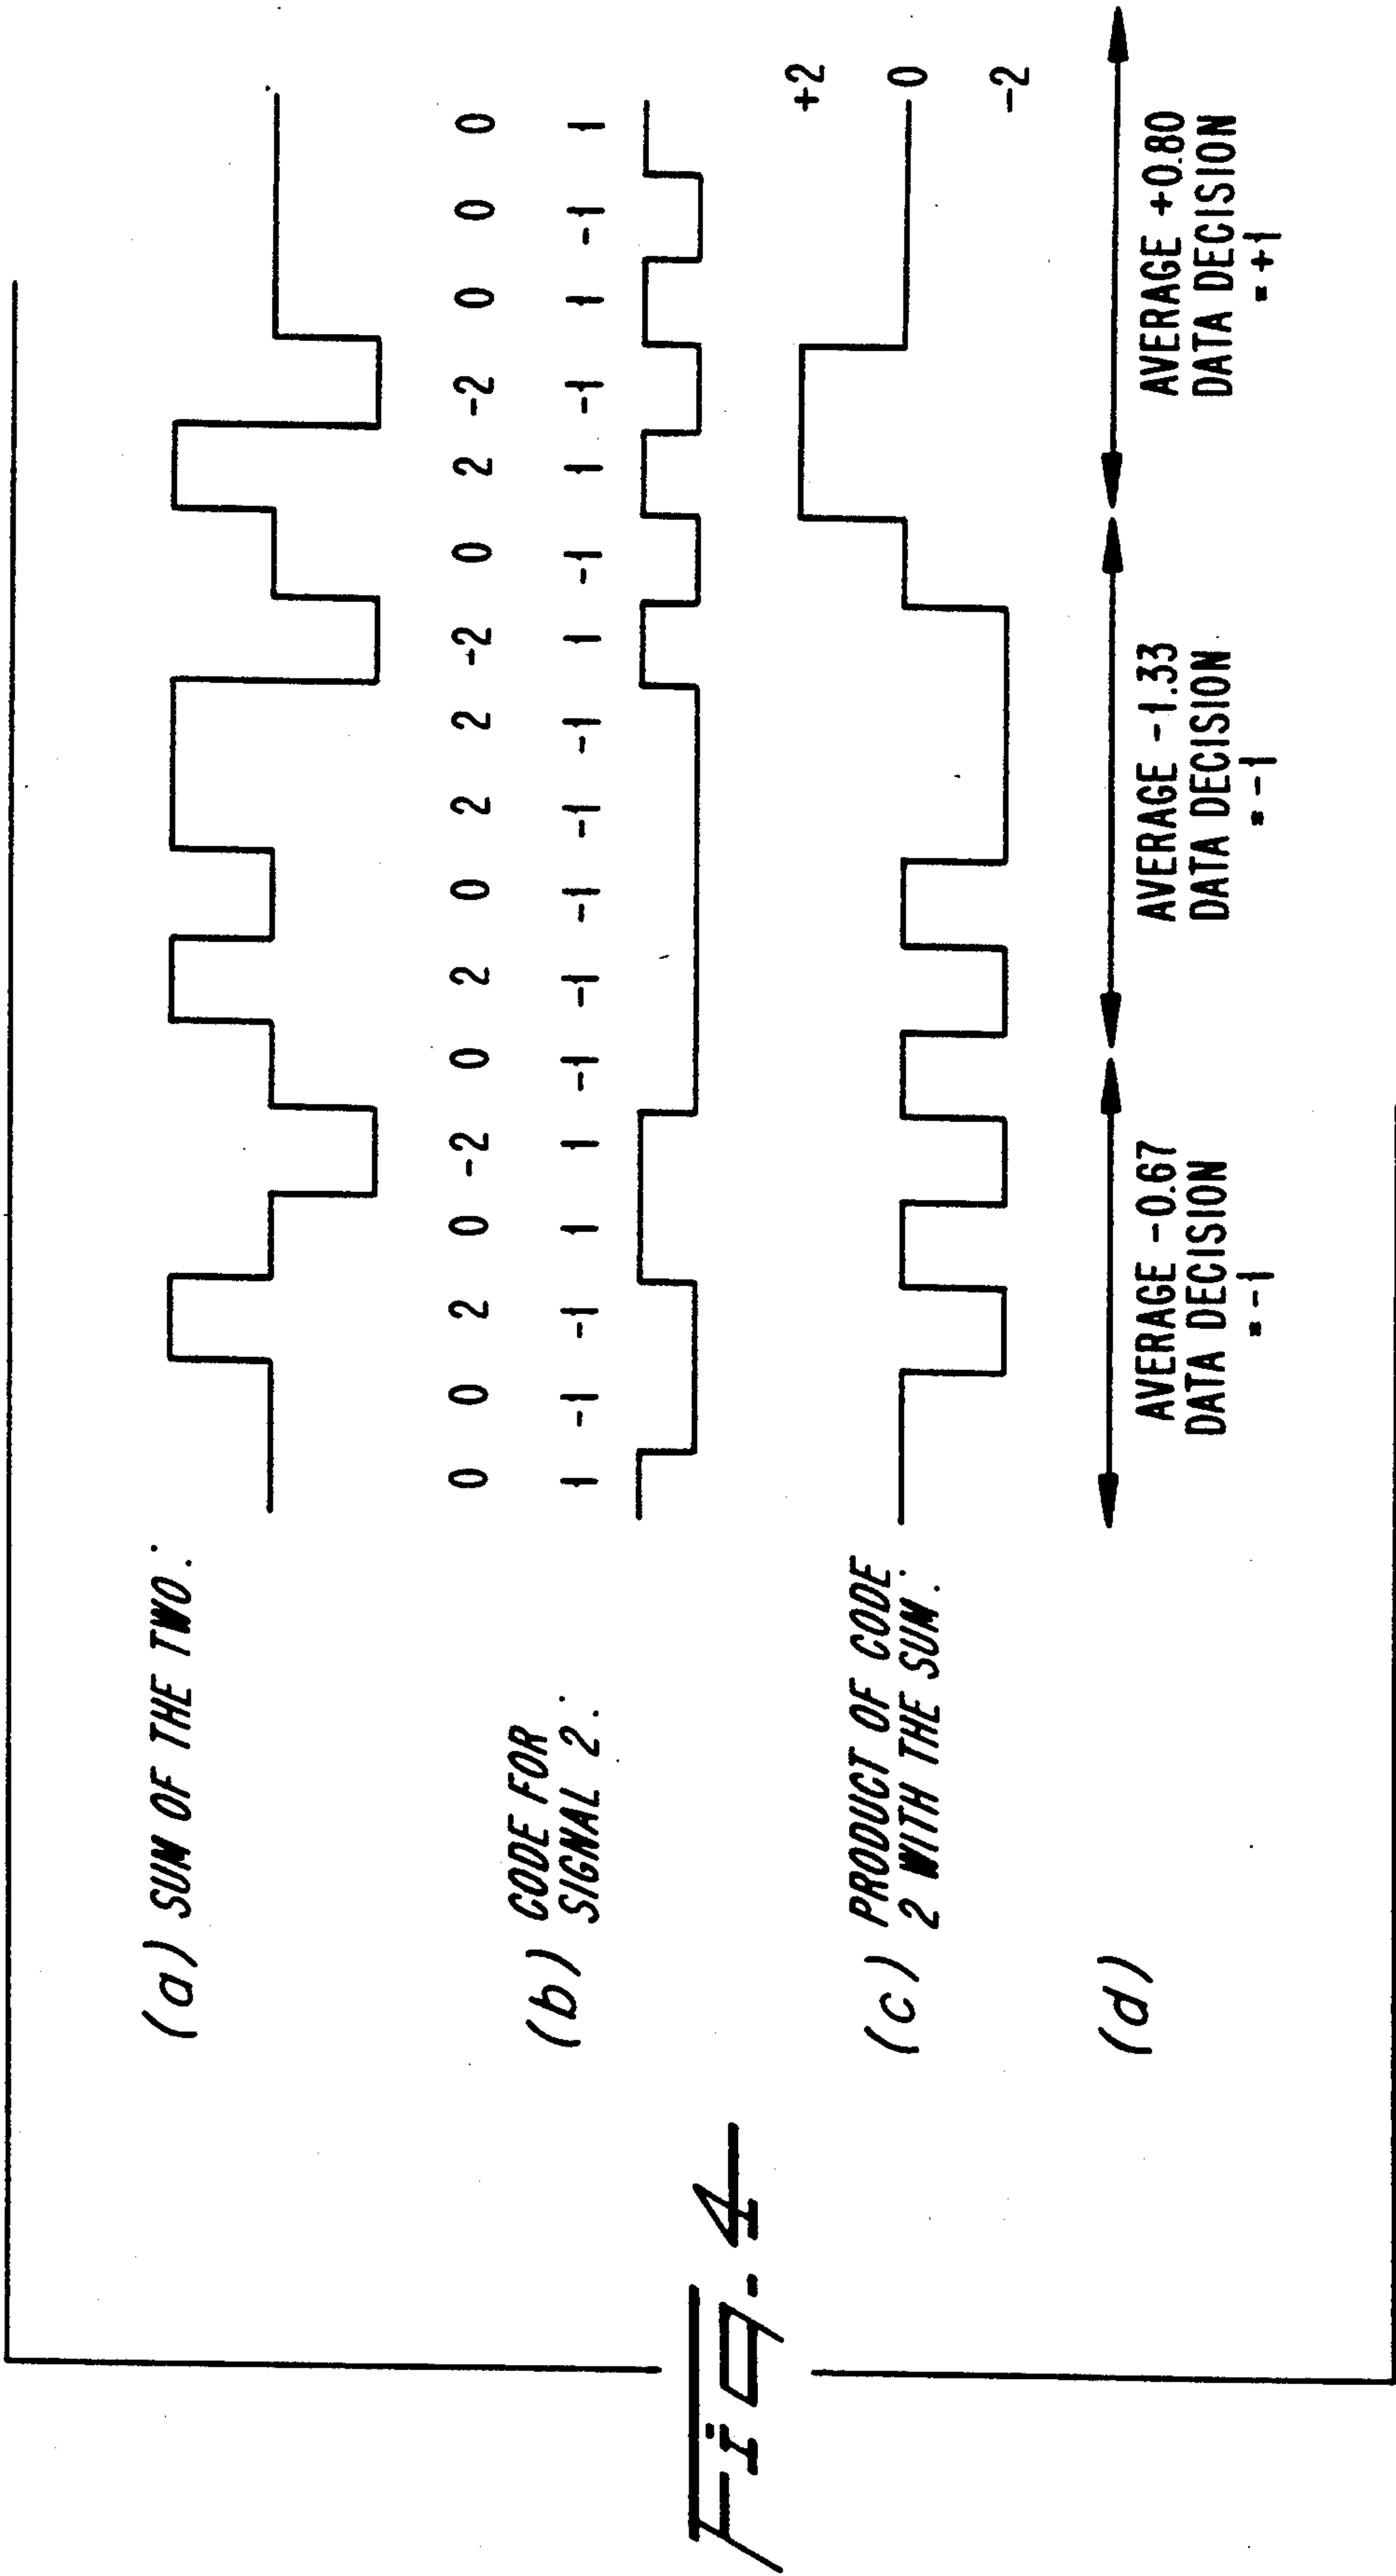 (a) SUM OF THE TWO:
0 0 2 0 -2 0 2 0 2 2 -2 0 2 -2 0 0 0
(b) CODE FOR
SIGNAL 2:
1 -1 -1 1 1 -1 -1 -1 -1 -1 1 -1 1 -1 1 -1 1
(c) PRODUCT OF CODE
2 WITH THE SUM:
+2
0
-2
(d)
AVERAGE -0.67
DATA DECISION
= -1
AVERAGE -1.33
DATA DECISION
= -1
AVERAGE +0.80
DATA DECISION
= +1
Fig. 4